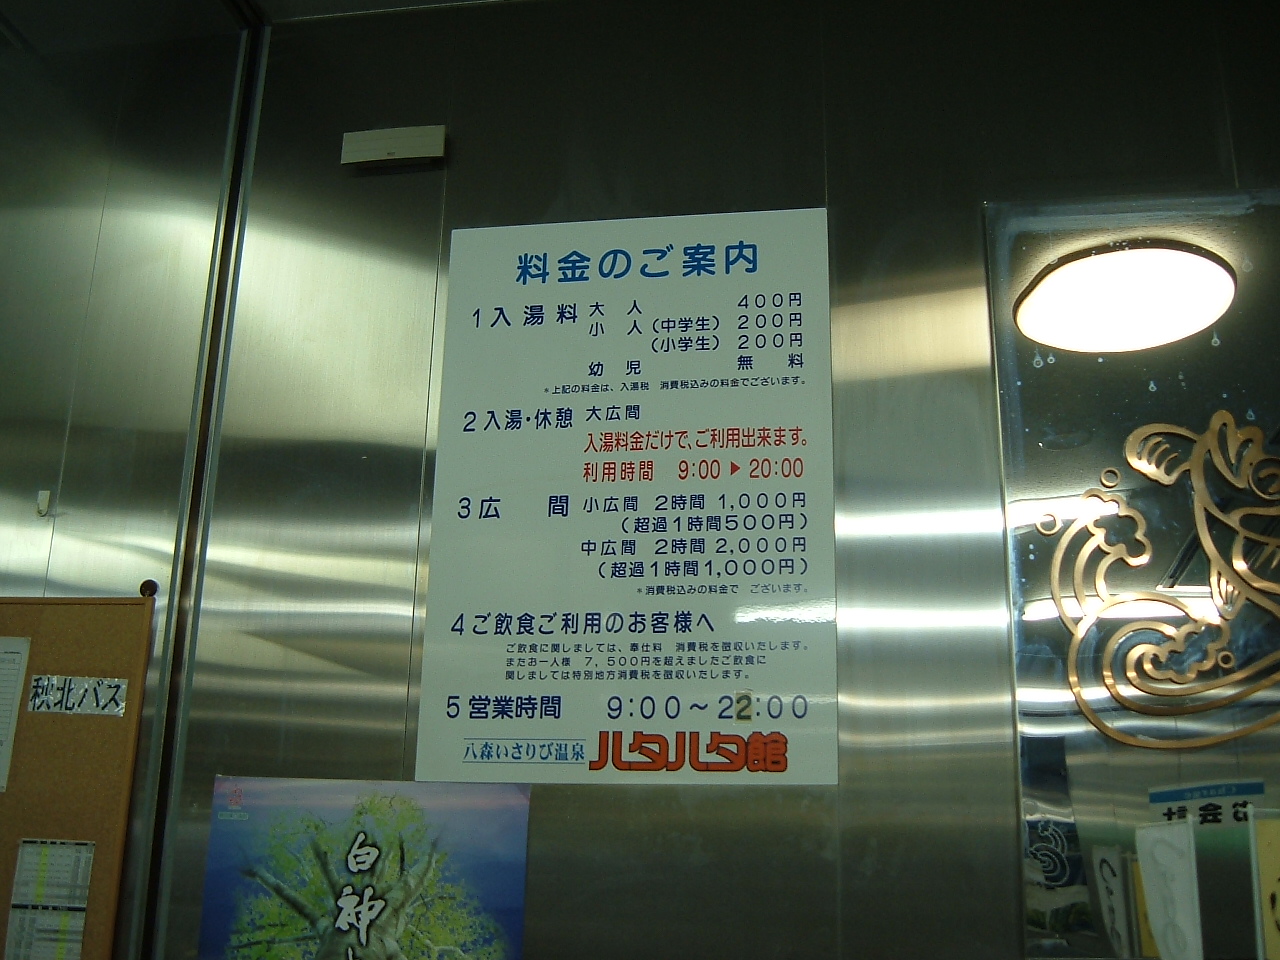 料金のご案内
1 入湯料 大人 400円
小人(中学生) 200円
(小学生) 200円
幼児 無料
*上記の料金は、入湯税 消費税込みの料金でございます。
2 入湯・休憩 大広間
入湯料金だけで、ご利用出来ます。
利用時間 9:00 ▶ 20:00
3 広間 小広間 2時間 1,000円
(超過1時間500円)
中広間 2時間 2,000円
(超過1時間1,000円)
*消費税込みの料金で ございます。
4 ご飲食ご利用のお客様へ
ご飲食に関しましては、奉仕料 消費税を徴収いたします。
またお一人様 7,500円を超えましたご飲食に
関しましては特別地方消費税を徴収いたします。
5 営業時間 9:00~22:00
八森いさりび温泉 ハタハタ館
秋北バス
白神